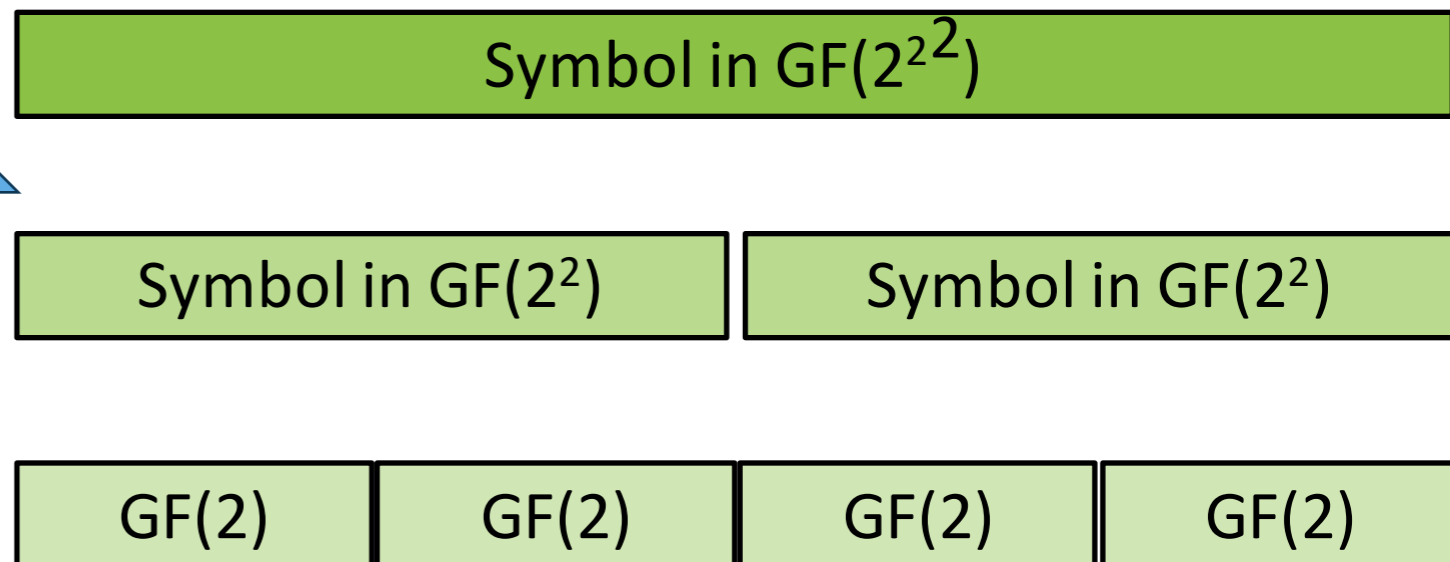 Symbol in GF(2²²)
Symbol in GF(2²) Symbol in GF(2²)
GF(2) GF(2) GF(2) GF(2)